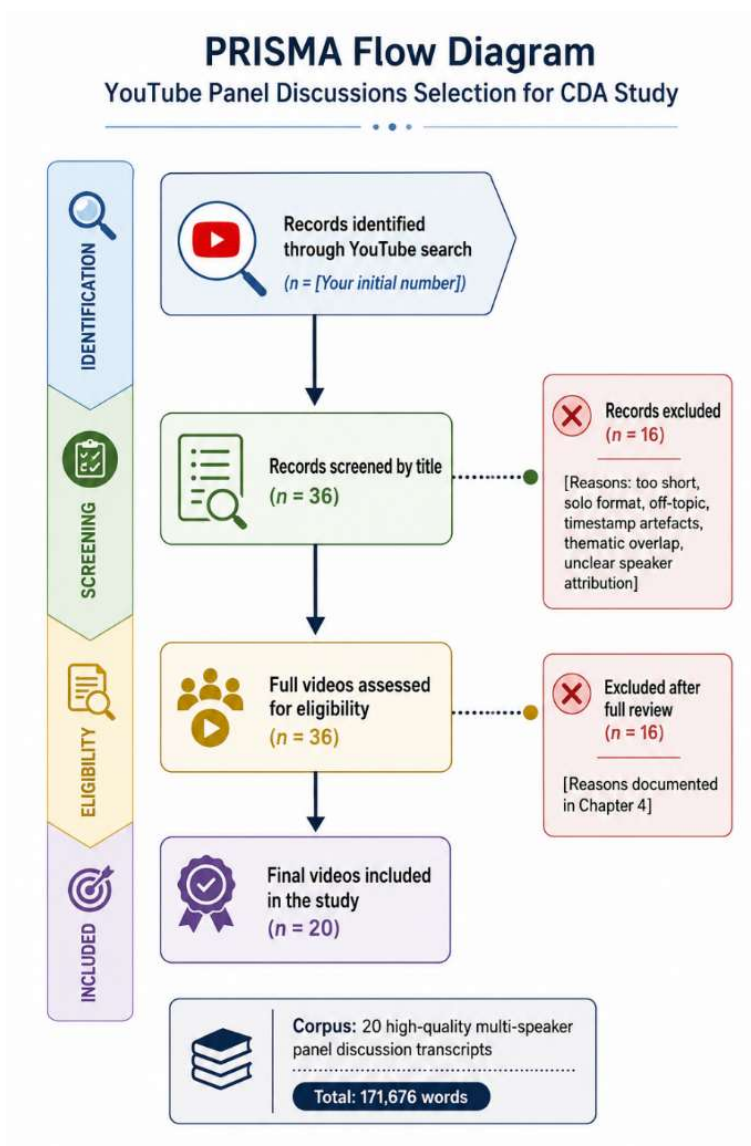 PRISMA Flow Diagram
YouTube Panel Discussions Selection for CDA Study
IDENTIFICATION
Records identified
through YouTube search
(n = [Your initial number])
SCREENING
Records screened by title
(n = 36)
Records excluded
(n = 16)
[Reasons: too short,
solo format, off-topic,
timestamp artefacts,
thematic overlap,
unclear speaker
attribution]
ELIGIBILITY
Full videos assessed
for eligibility
(n = 36)
Excluded after
full review
(n = 16)
[Reasons documented
in Chapter 4]
INCLUDED
Final videos included
in the study
(n = 20)
Corpus: 20 high-quality multi-speaker
panel discussion transcripts
Total: 171,676 words